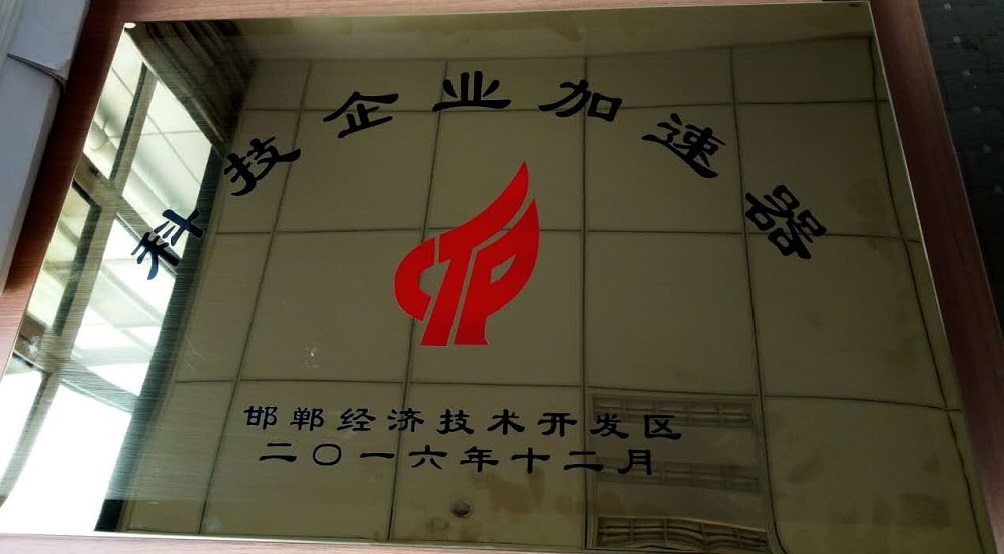 科技企业加速器
邯郸经济技术开发区
二〇一六年十二月